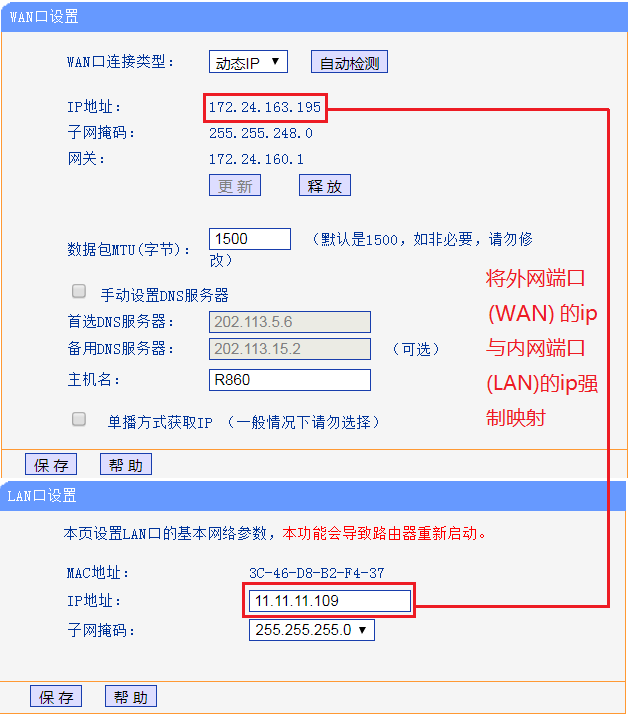 WAN口设置
WAN口连接类型：
动态IP ▼
自动检测
IP地址：
172.24.163.195
子网掩码：
255.255.248.0
网关：
172.24.160.1
更 新
释 放
数据包MTU(字节)：
1500
（默认是1500，如非必要，请勿修
改）
手动设置DNS服务器
首选DNS服务器：
202.113.5.6
备用DNS服务器：
202.113.15.2
（可选）
主机名：
R860
单播方式获取IP （一般情况下请勿选择）
保 存
帮 助
将外网端口
(WAN) 的ip
与内网端口
(LAN)的ip强
制映射
LAN口设置
本页设置LAN口的基本网络参数，本功能会导致路由器重新启动。
MAC地址：
3C-46-D8-B2-F4-37
IP地址：
11.11.11.109
子网掩码：
255.255.255.0 ▼
保 存
帮 助